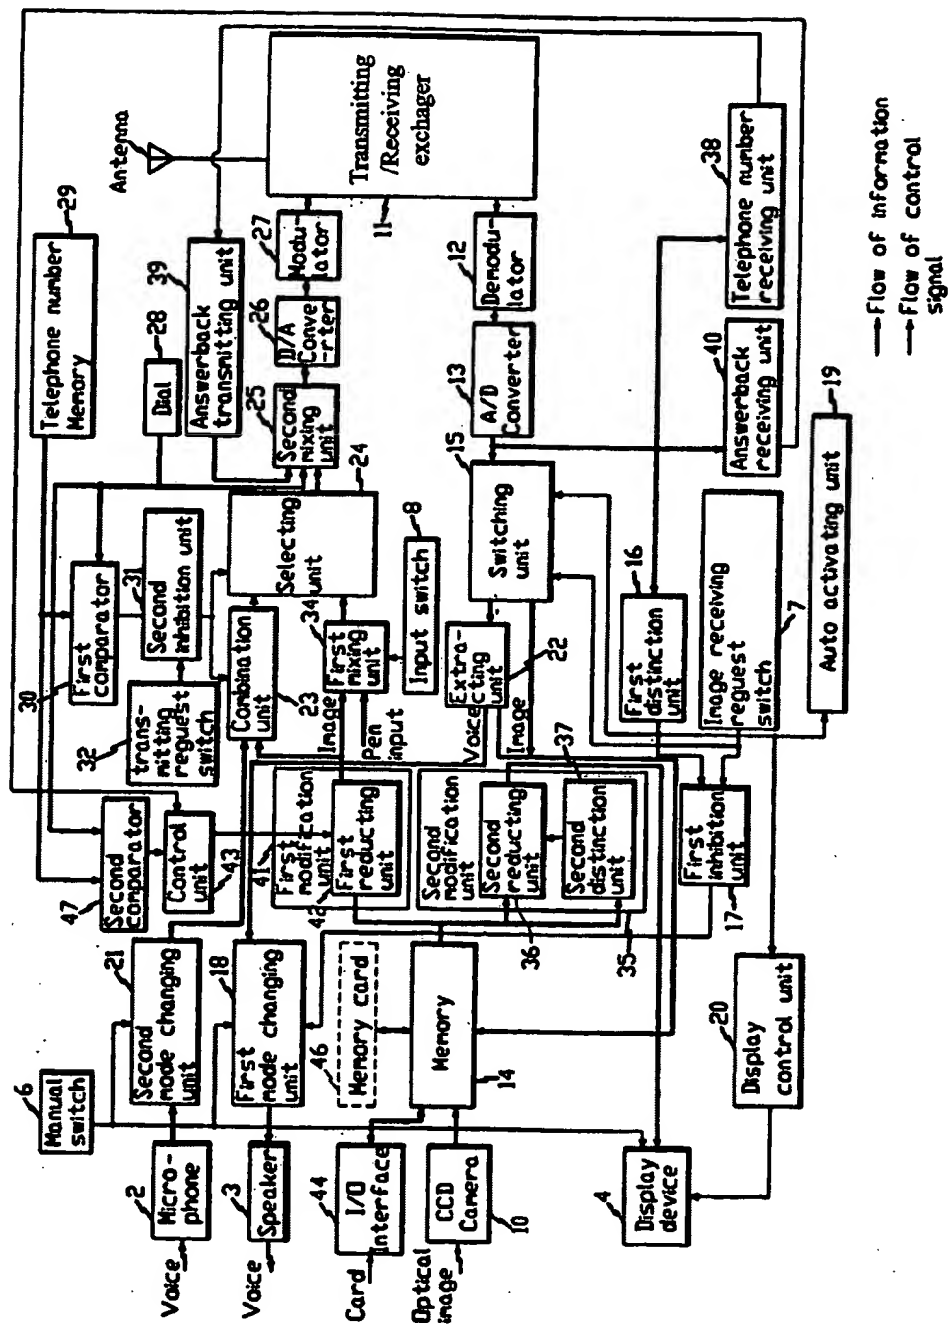 Voice
2
Micro-
phone
6
Manual
switch
21
Second
mode changing
unit
47
Second comparator
Control
unit
43
32
trans-
mitting
reguest
switch
30
First
comparator
31
Second
inhibition unit
Dial
28
Telephone number
Memory
29
Answerback
transmitting unit
39
Antenna
Voice
3
Speaker
18
First mode changing
unit
41
First
modification
unit
First
reducting
unit
42
Combination
unit
23
Image
Pen
input
34
First
mixing
unit
Selecting
unit
24
25
Second
mixing
unit
26
D/A
Conve
-rter
27
Modu-
lator
Transmitting
/Receiving
exchager
11
Card
44
I/O
interface
46
Memory card
Input switch
8
Optical
image
CCD
Camera
10
Memory
14
Second
modification
unit
Second
reducting
unit
36
Second
distinction
unit
37
35
Voice
Image
Extra-
cting
unit
22
15
Switching
unit
13
A/D
Converter
12
Demodu-
lator
4
Display
device
First
inhibition
unit
17
16
First
distinction
unit
Image receiving
reguest
switch
7
40
Answerback
receiving unit
Telephone number
receiving unit
38
20
Display
control unit
Auto activating unit
19
Flow of information
Flow of control
signal